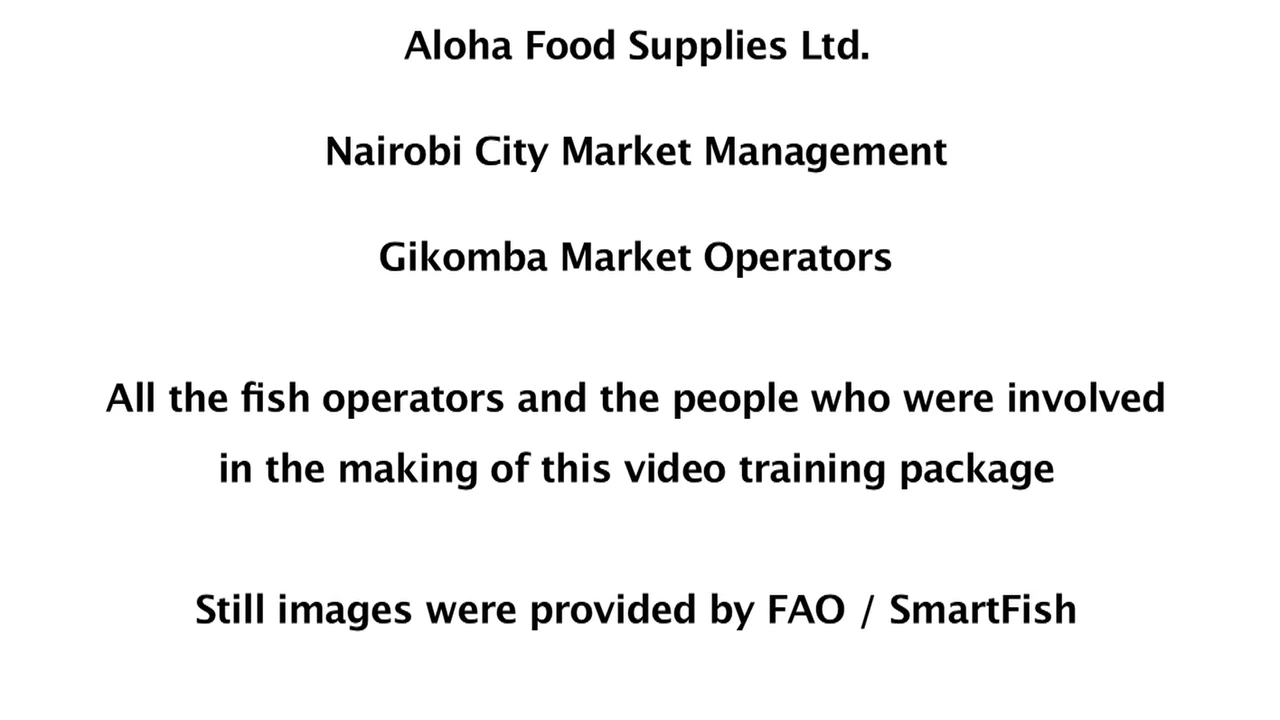 Aloha Food Supplies Ltd.
Nairobi City Market Management
Gikomba Market Operators
All the fish operators and the people who were involved
in the making of this video training package
Still images were provided by FAO / SmartFish